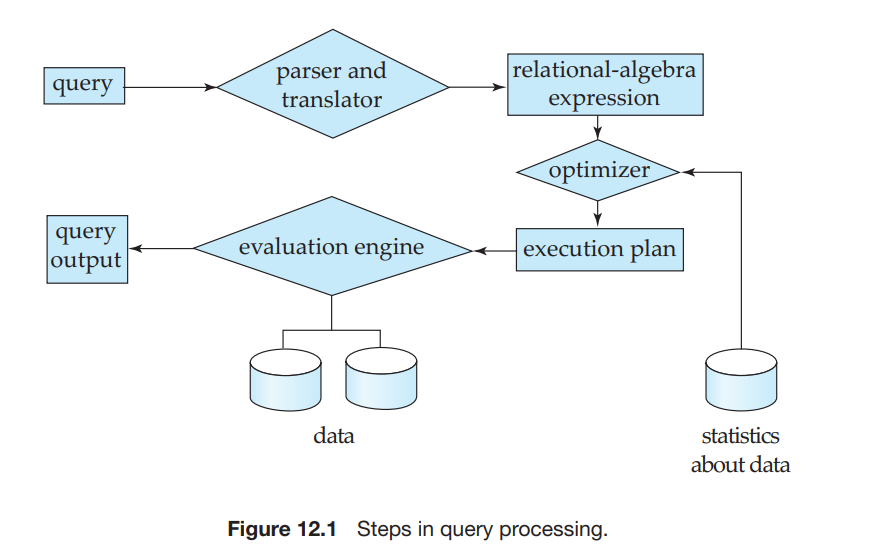 query
parser and
translator
relational-algebra
expression
optimizer
query
output
evaluation engine
execution plan
data
statistics
about data
Figure 12.1 Steps in query processing.